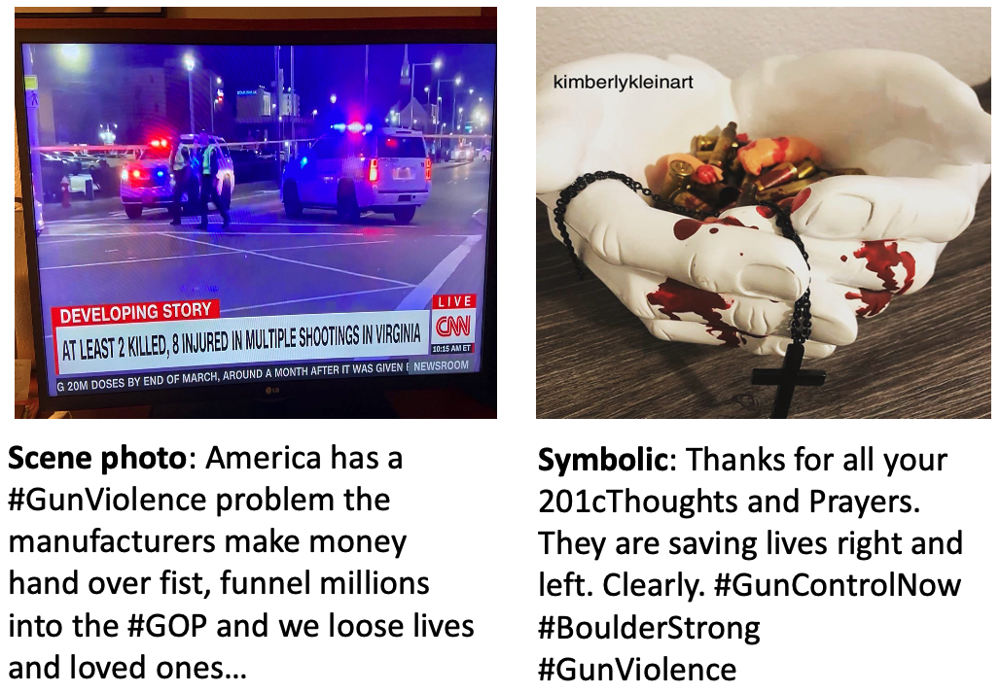 DEVELOPING STORY
LIVE
AT LEAST 2 KILLED, 8 INJURED IN MULTIPLE SHOOTINGS IN VIRGINIA
CNN
10:15 AM ET
G 20M DOSES BY END OF MARCH, AROUND A MONTH AFTER IT WAS GIVEN
NEWSROOM
LG
kimberlykleinart
Scene photo: America has a
#GunViolence problem the
manufacturers make money
hand over fist, funnel millions
into the #GOP and we loose lives
and loved ones...
Symbolic: Thanks for all your
201cThoughts and Prayers.
They are saving lives right and
left. Clearly. #GunControlNow
#BoulderStrong
#GunViolence